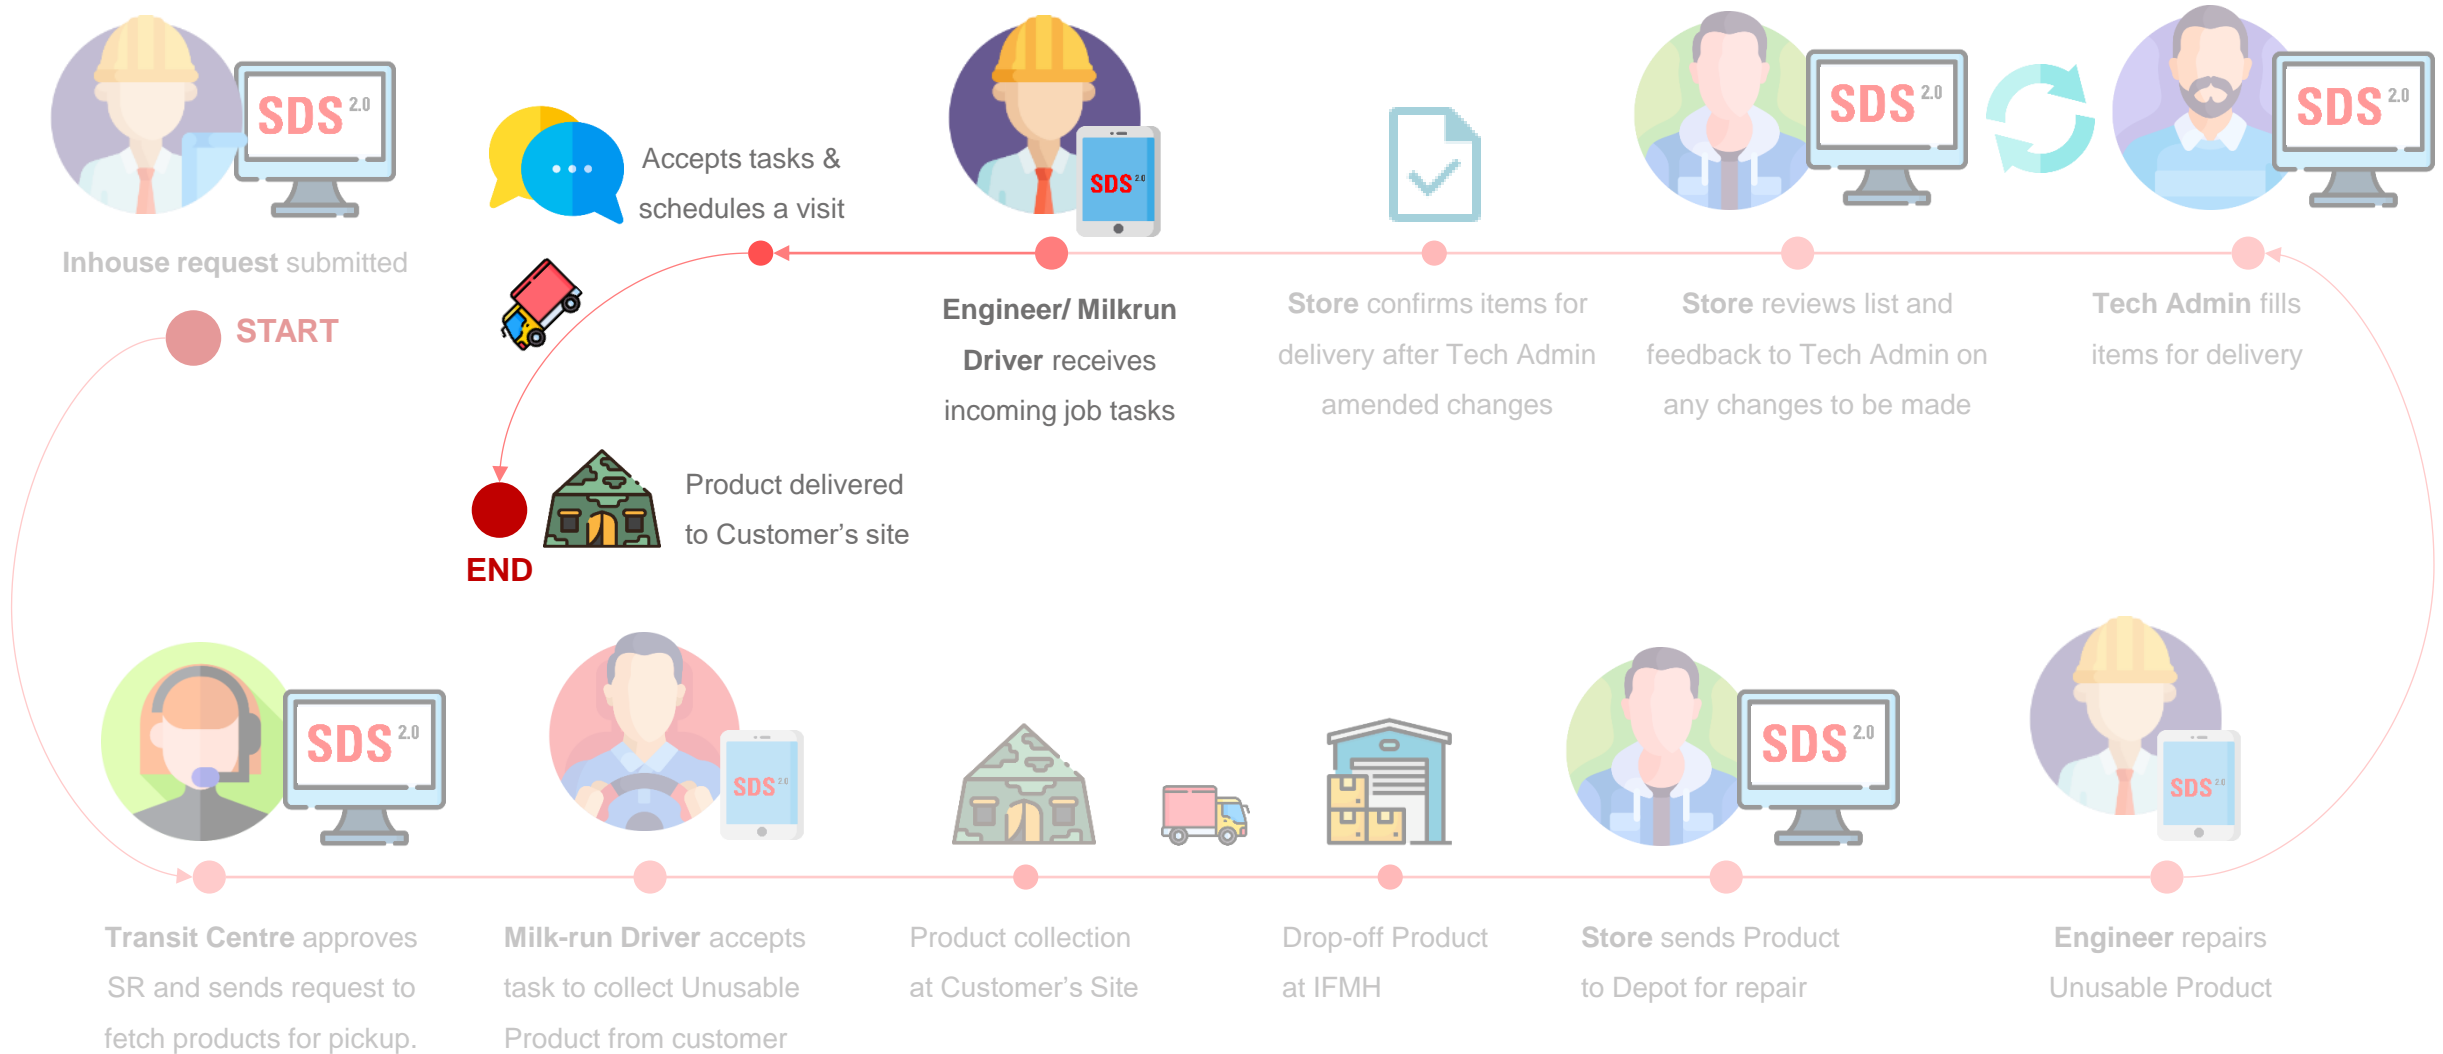 SDS 2.0
Inhouse request submitted
START
Accepts tasks &
schedules a visit
SDS 2.0
Engineer/ Milkrun
Driver receives
incoming job tasks
Store confirms items for
delivery after Tech Admin
amended changes
SDS 2.0
Store reviews list and
feedback to Tech Admin on
any changes to be made
SDS 2.0
Tech Admin fills
items for delivery
Product delivered
to Customer’s site
END
SDS 2.0
Transit Centre approves
SR and sends request to
fetch products for pickup.
SDS 2.0
Milk-run Driver accepts
task to collect Unusable
Product from customer
Product collection
at Customer’s Site
Drop-off Product
at IFMH
SDS 2.0
Store sends Product
to Depot for repair
SDS 2.0
Engineer repairs
Unusable Product